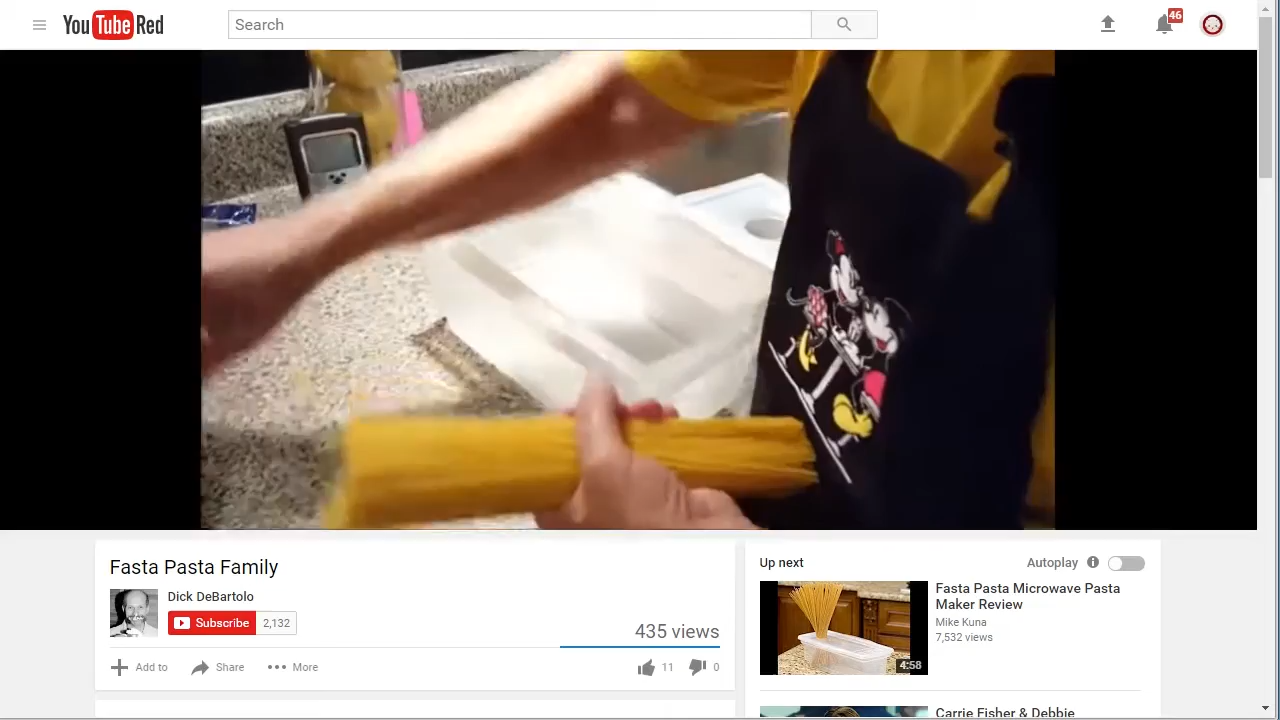 YouTube Red
Search
46
Fasta Pasta Family
Dick DeBartolo
Subscribe 2,132
435 views
Add to Share More 11 0
Up next Autoplay
Fasta Pasta Microwave Pasta
Maker Review
Mike Kuna
7,532 views
4:58
Carrie Fisher & Debbie